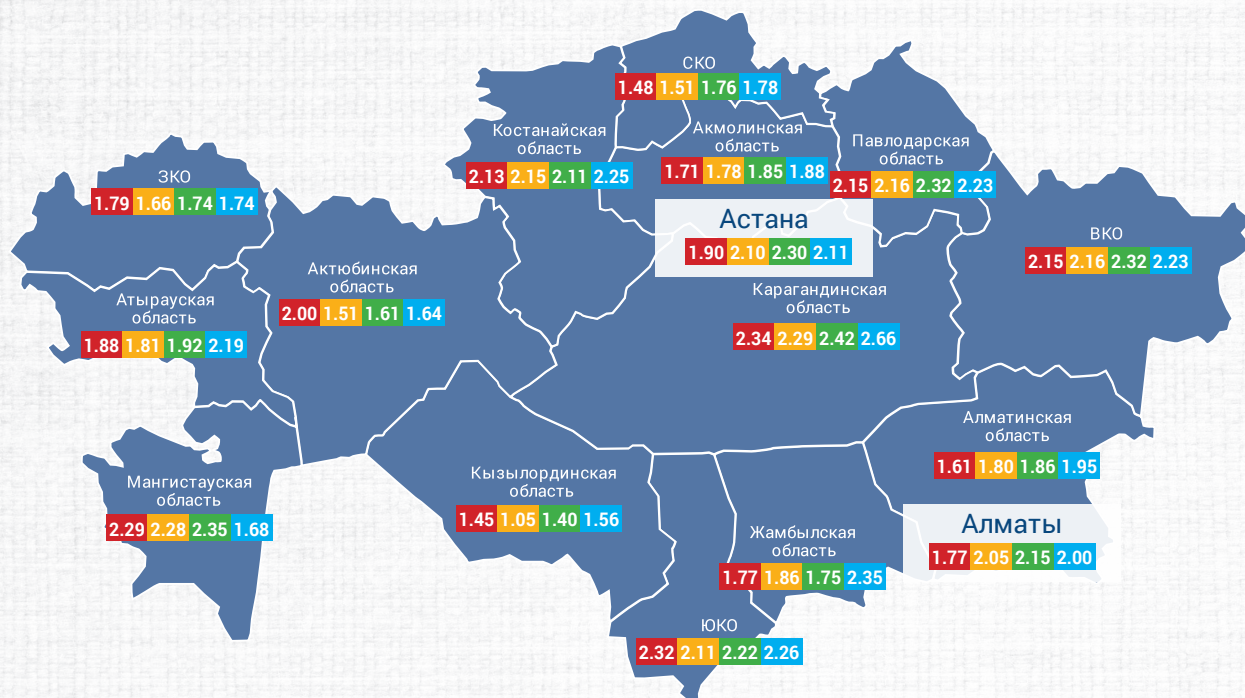 СКО
1.48 1.51 1.76 1.78
Костанайская
область
2.13 2.15 2.11 2.25
Акмолинская
область
1.71 1.78 1.85 1.88
Павлодарская
область
2.15 2.16 2.32 2.23
ЗКО
1.79 1.66 1.74 1.74
Астана
1.90 2.10 2.30 2.11
ВКО
2.15 2.16 2.32 2.23
Актюбинская
область
2.00 1.51 1.61 1.64
Атырауская
область
1.88 1.81 1.92 2.19
Карагандинская
область
2.34 2.29 2.42 2.66
Алматинская
область
1.61 1.80 1.86 1.95
Мангистауская
область
2.29 2.28 2.35 1.68
Кызылординская
область
1.45 1.05 1.40 1.56
Алматы
1.77 2.05 2.15 2.00
Жамбылская
область
1.77 1.86 1.75 2.35
ЮКО
2.32 2.11 2.22 2.26